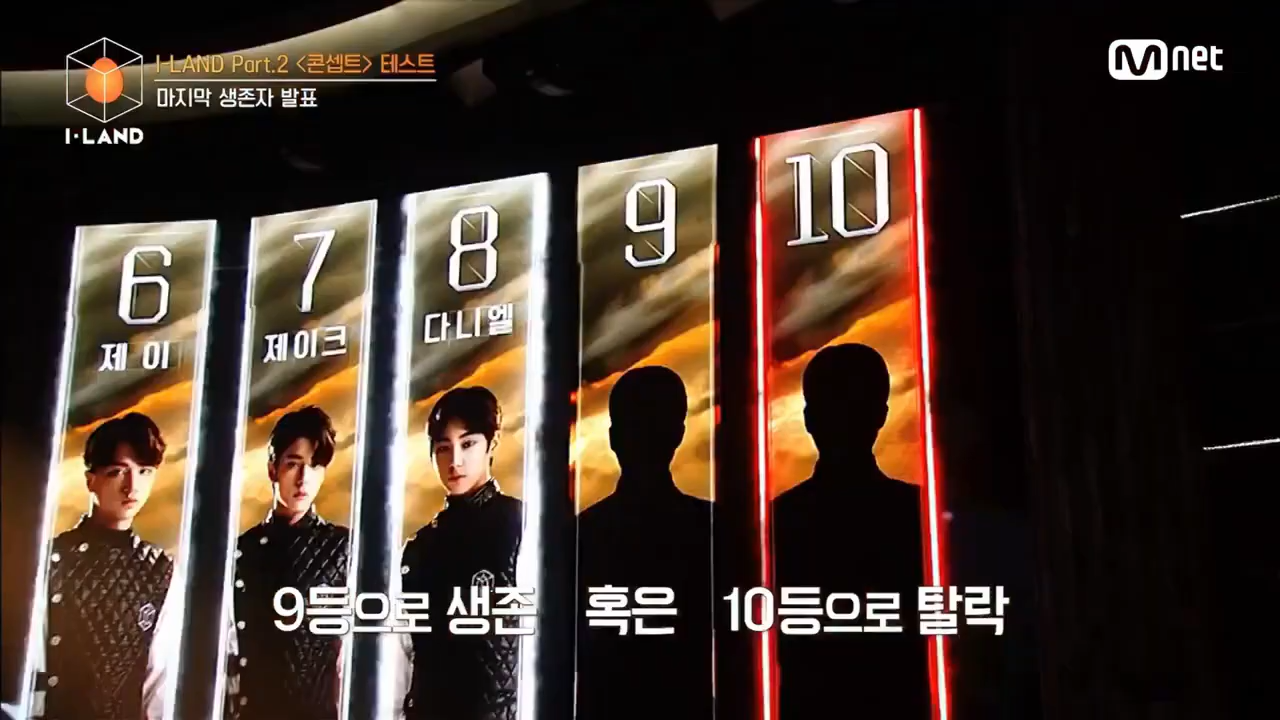 I-LAND Part.2 <콘셉트> 테스트
마지막 생존자 발표
I·LAND
Mnet
6
제이
7
제이크
8
다니엘
9
10
9등으로 생존 혹은 10등으로 탈락